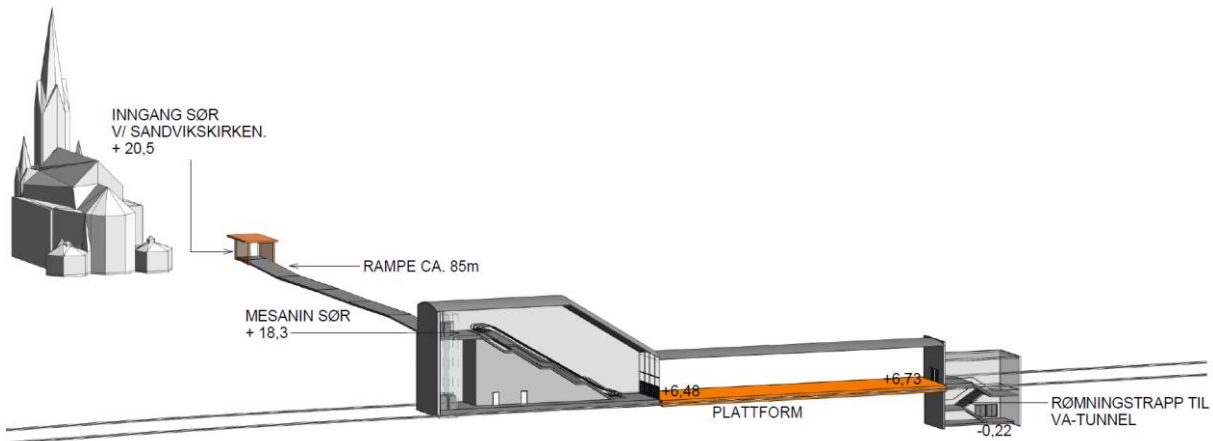 INNGANG SØR
V/ SANDVIKSKIRKEN.
+ 20,5
RAMPE CA. 85m
MESANIN SØR
+ 18,3
+6,48
+6,73
PLATTFORM
RØMNINGSTRAPP TIL
VA-TUNNEL
-0,22